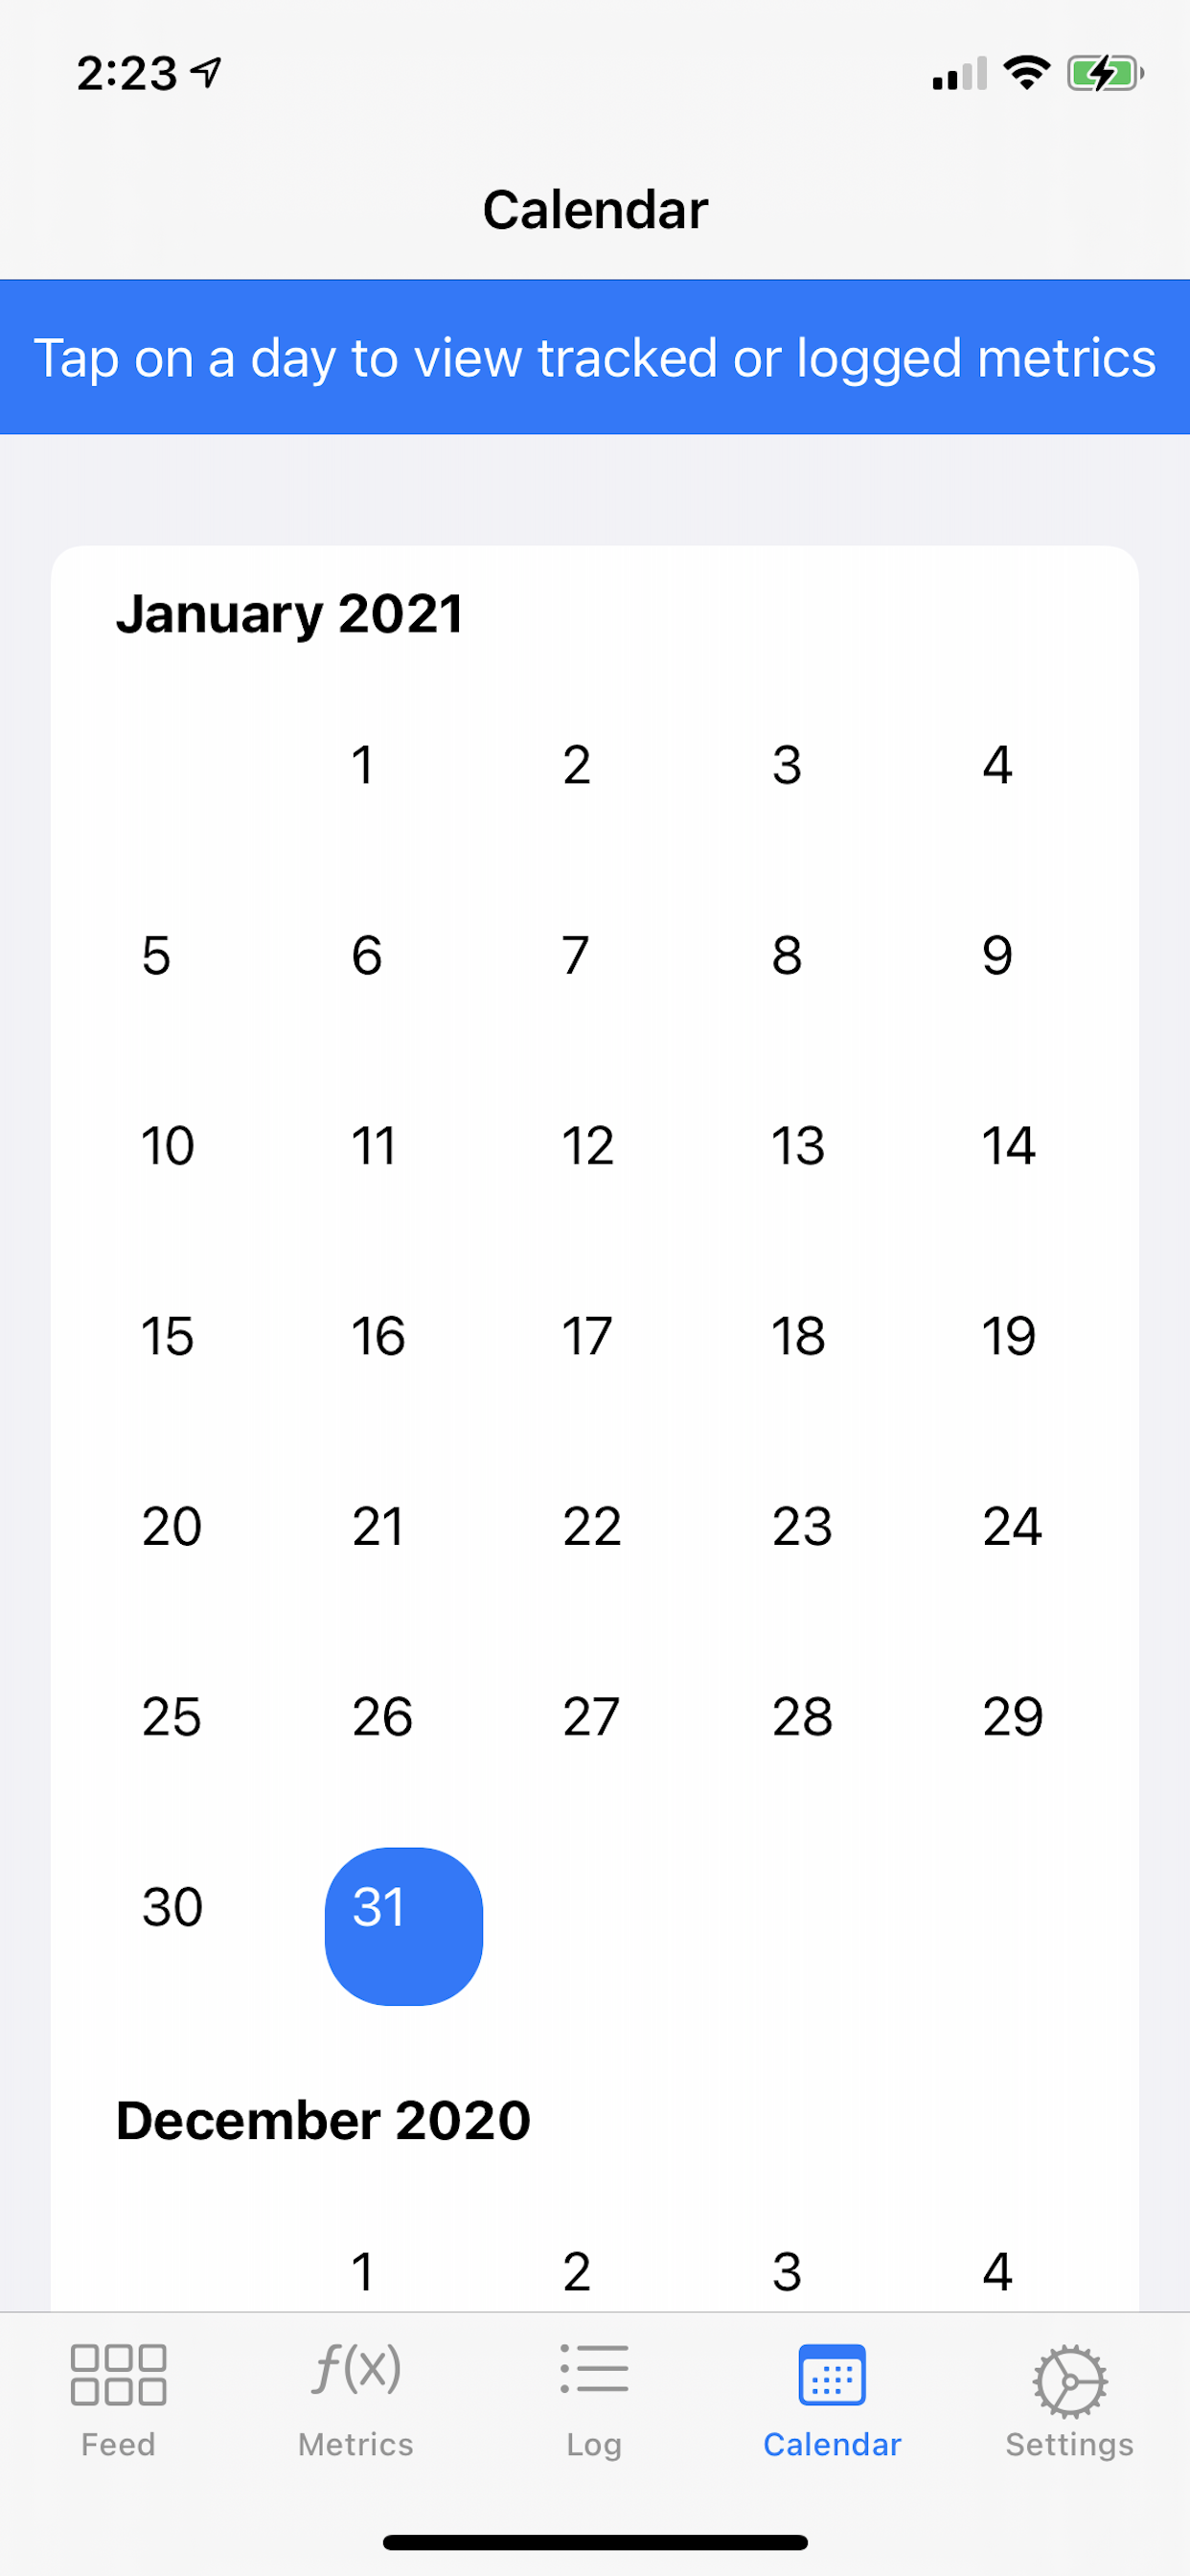 2:23
Calendar
Tap on a day to view tracked or logged metrics
January 2021
1 2 3 4
5 6 7 8 9
10 11 12 13 14
15 16 17 18 19
20 21 22 23 24
25 26 27 28 29
30 31
December 2020
1 2 3 4
f(x)
Feed Metrics Log Calendar Settings